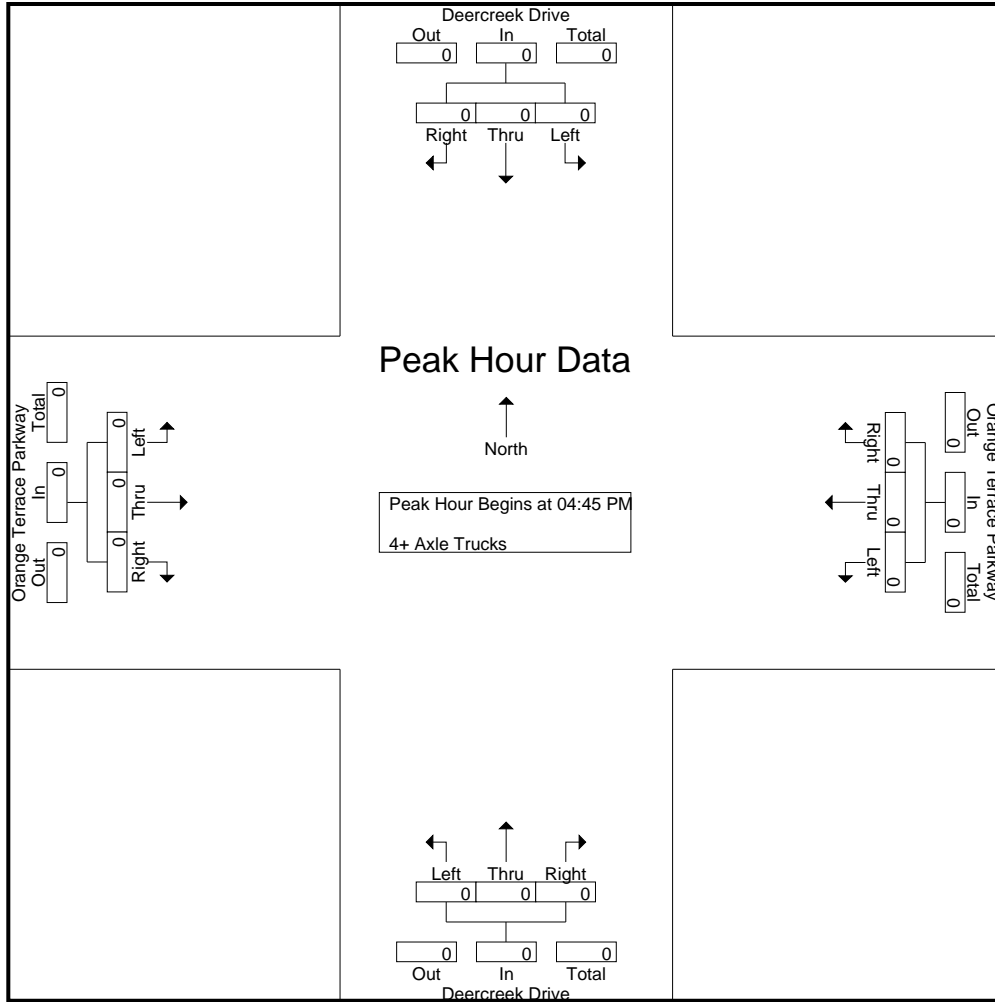 Deercreek Drive
Out In Total
0 0 0
0 0 0
Right Thru Left
Peak Hour Data
North
Peak Hour Begins at 04:45 PM
4+ Axle Trucks
Orange Terrace Parkway
Out In Total
0 0 0
Right Thru Left
0 0 0
Orange Terrace Parkway
Total In Out
0 0 0
Left Thru Right
0 0 0
Left Thru Right
0 0 0
0 0 0
Out In Total
Deercreek Drive